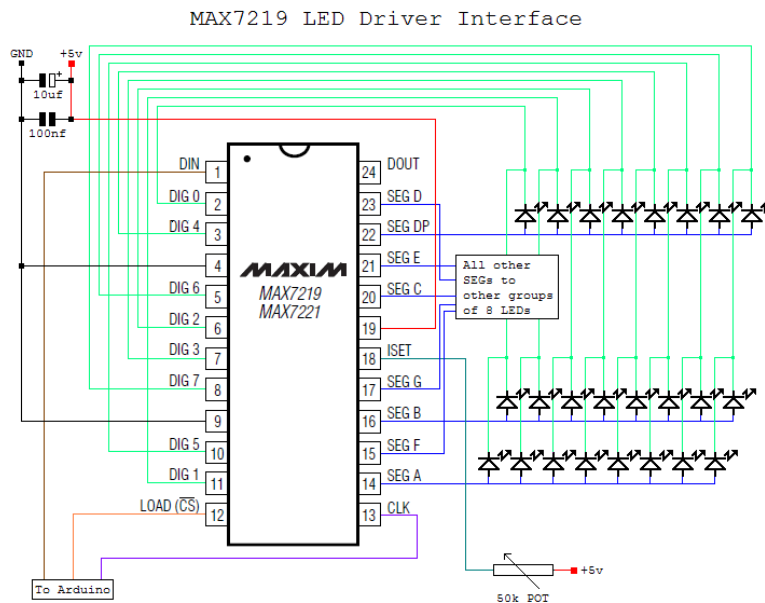 MAX7219 LED Driver Interface
GND
+5v
+
10uf
100nf
DIN
1
24
DOUT
DIG 0
2
23
SEG D
DIG 4
3
22
SEG DP
4
21
SEG E
DIG 6
5
20
SEG C
DIG 2
6
19
DIG 3
7
18
ISET
DIG 7
8
17
SEG G
9
16
SEG B
DIG 5
10
15
SEG F
DIG 1
11
14
SEG A
LOAD (CS)
12
13
CLK
MAXIM
MAX7219
MAX7221
All other
SEGs to
other groups
of 8 LEDs
To Arduino
+5v
50k POT